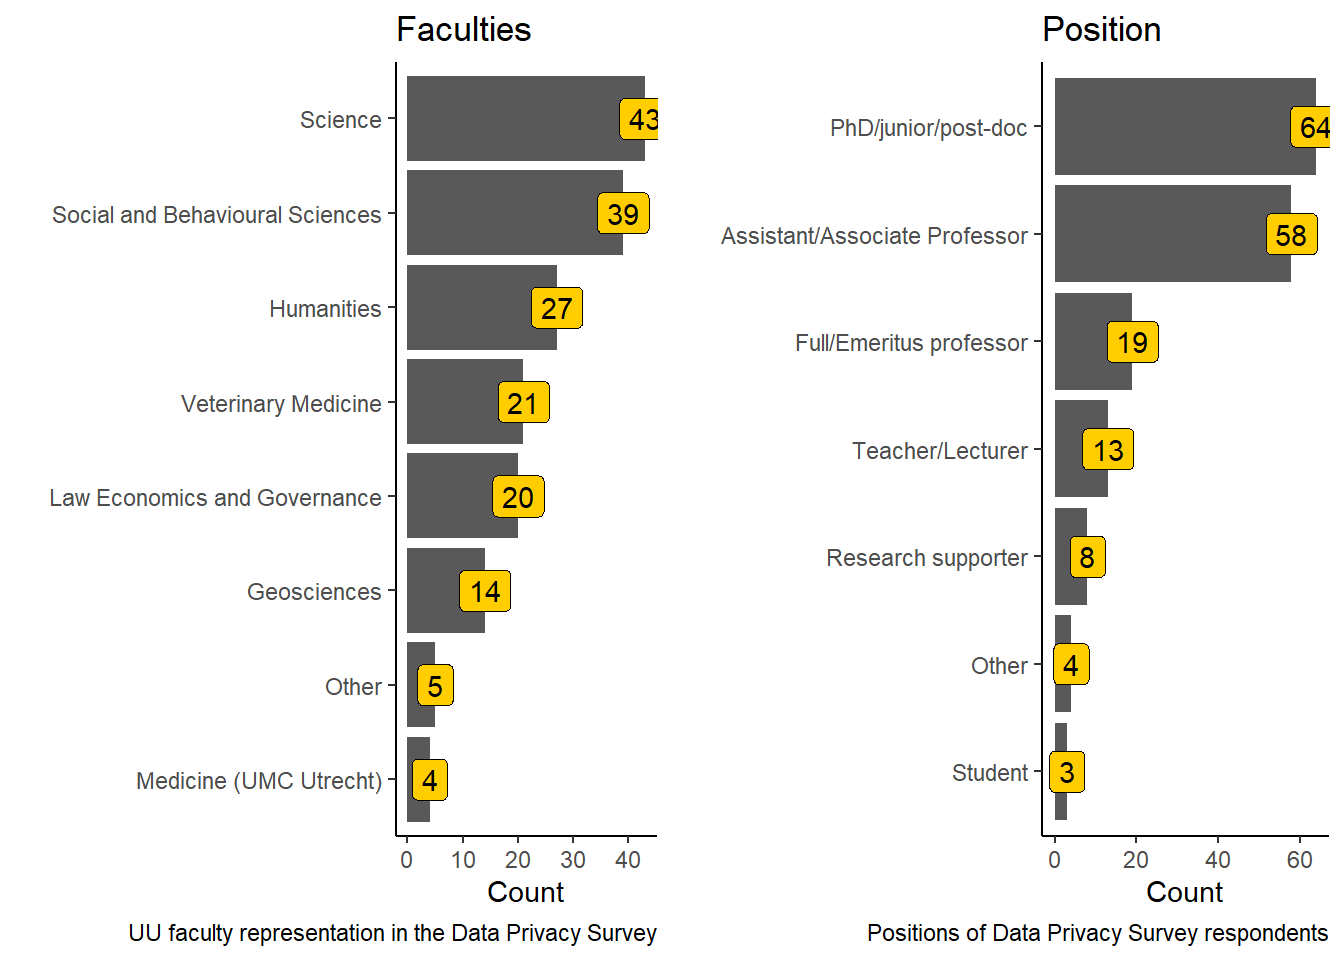 Faculties
Science
43
Social and Behavioural Sciences
39
Humanities
27
Veterinary Medicine
21
Law Economics and Governance
20
Geosciences
14
Other
5
Medicine (UMC Utrecht)
4
0 10 20 30 40
Count
UU faculty representation in the Data Privacy Survey
Position
PhD/junior/post-doc
64
Assistant/Associate Professor
58
Full/Emeritus professor
19
Teacher/Lecturer
13
Research supporter
8
Other
4
Student
3
0 20 40 60
Count
Positions of Data Privacy Survey respondents